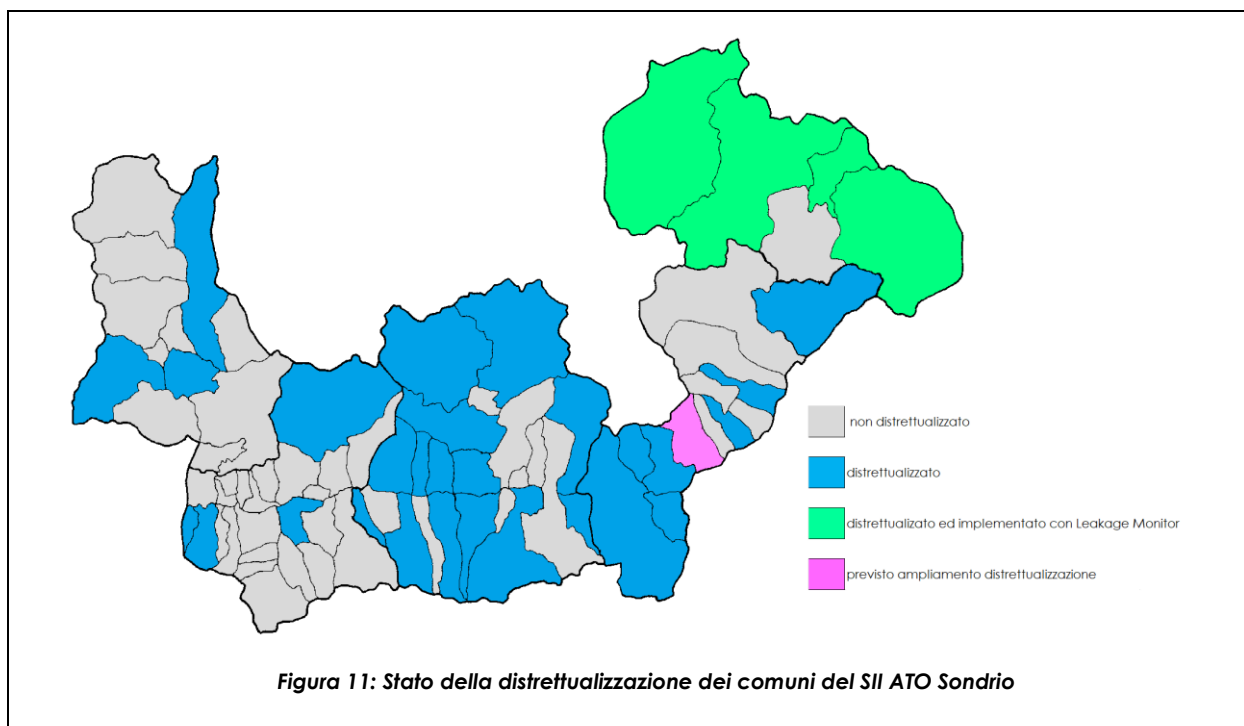 non distrettualizzato
distrettualizzato
distrettualizato ed implementato con Leakage Monitor
previsto ampliamento distrettualizzazione
Figura 11: Stato della distrettualizzazione dei comuni del SII ATO Sondrio